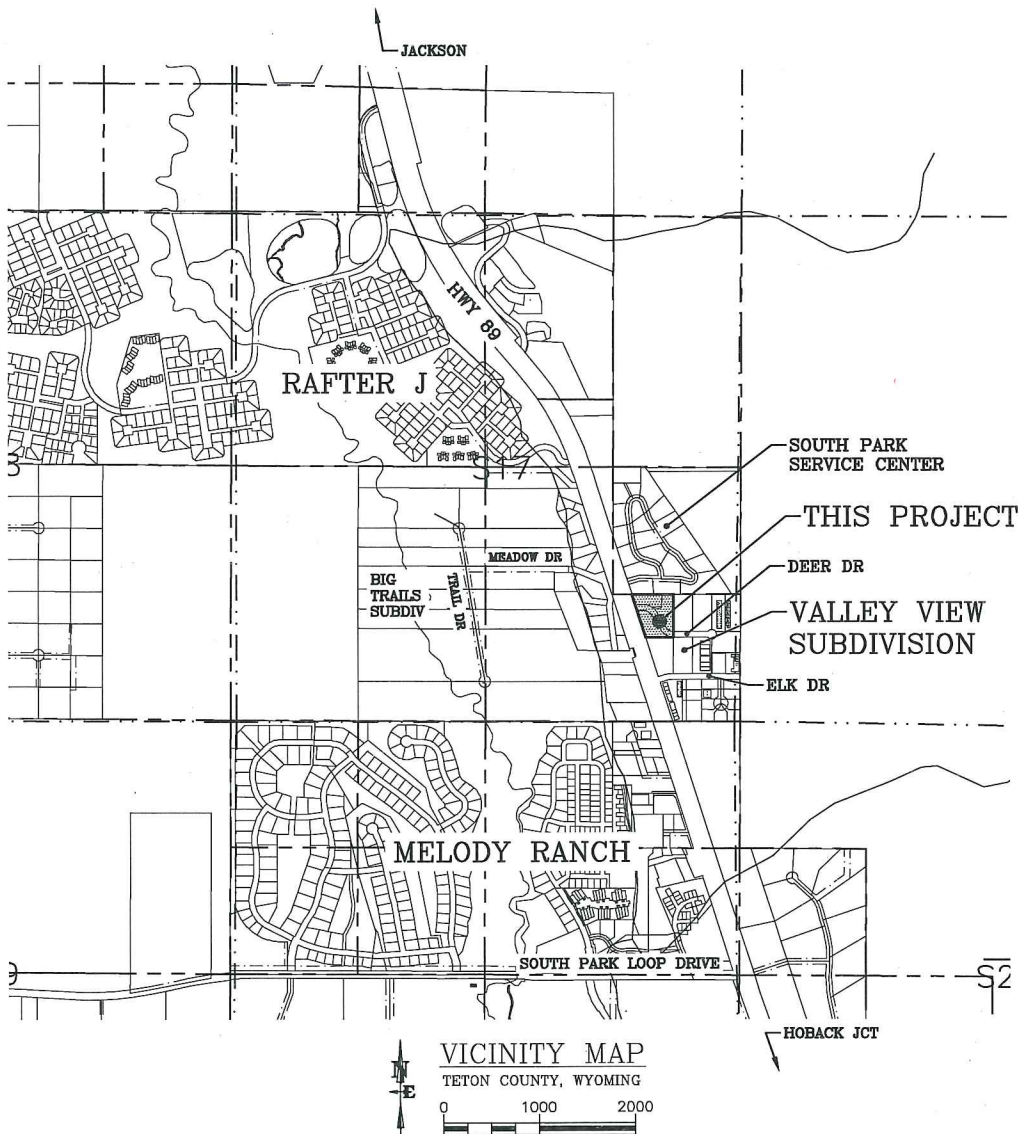 JACKSON
HWY 89
RAFTER J
S17
SOUTH PARK
SERVICE CENTER
THIS PROJECT
MEADOW DR
DEER DR
BIG
TRAILS
SUBDIV
TRAIL DR
VALLEY VIEW
SUBDIVISION
ELK DR
MELODY RANCH
SOUTH PARK LOOP DRIVE
S2
HOBACK JCT
N
E
VICINITY MAP
TETON COUNTY, WYOMING
0 1000 2000